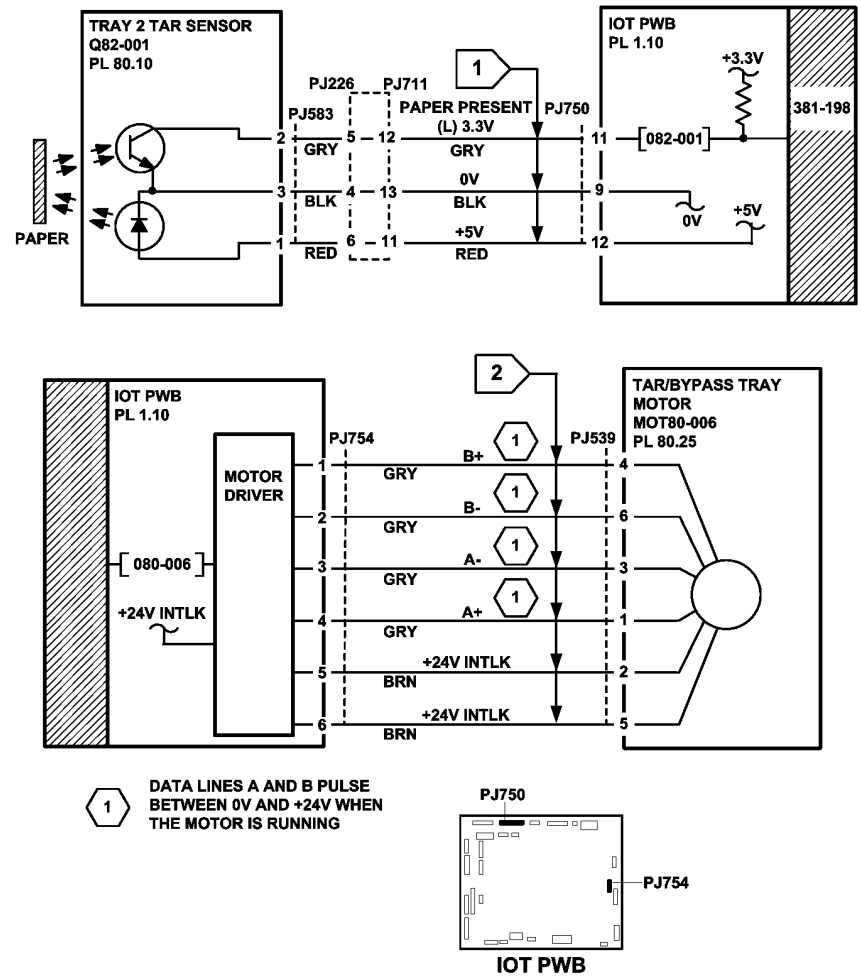 TRAY 2 TAR SENSOR
Q82-001
PL 80.10
IOT PWB
PL 1.10
1
+3.3V
381-198
PJ226
PJ711
PJ583
PAPER PRESENT
PJ750
(L) 3.3V
2
GRY
5
12
GRY
11
082-001
3
BLK
4
13
0V
BLK
9
0V
+5V
PAPER
1
RED
6
11
+5V
RED
12
2
IOT PWB
PL 1.10
TAR/BYPASS TRAY
MOTOR
MOT80-006
PL 80.25
PJ754
PJ539
MOTOR
DRIVER
1
GRY
B+
1
4
2
GRY
B-
1
6
080-006
3
GRY
A-
1
3
+24V INTLK
4
GRY
A+
1
1
5
BRN
+24V INTLK
2
6
BRN
+24V INTLK
5
1
DATA LINES A AND B PULSE
BETWEEN 0V AND +24V WHEN
THE MOTOR IS RUNNING
PJ750
PJ754
IOT PWB